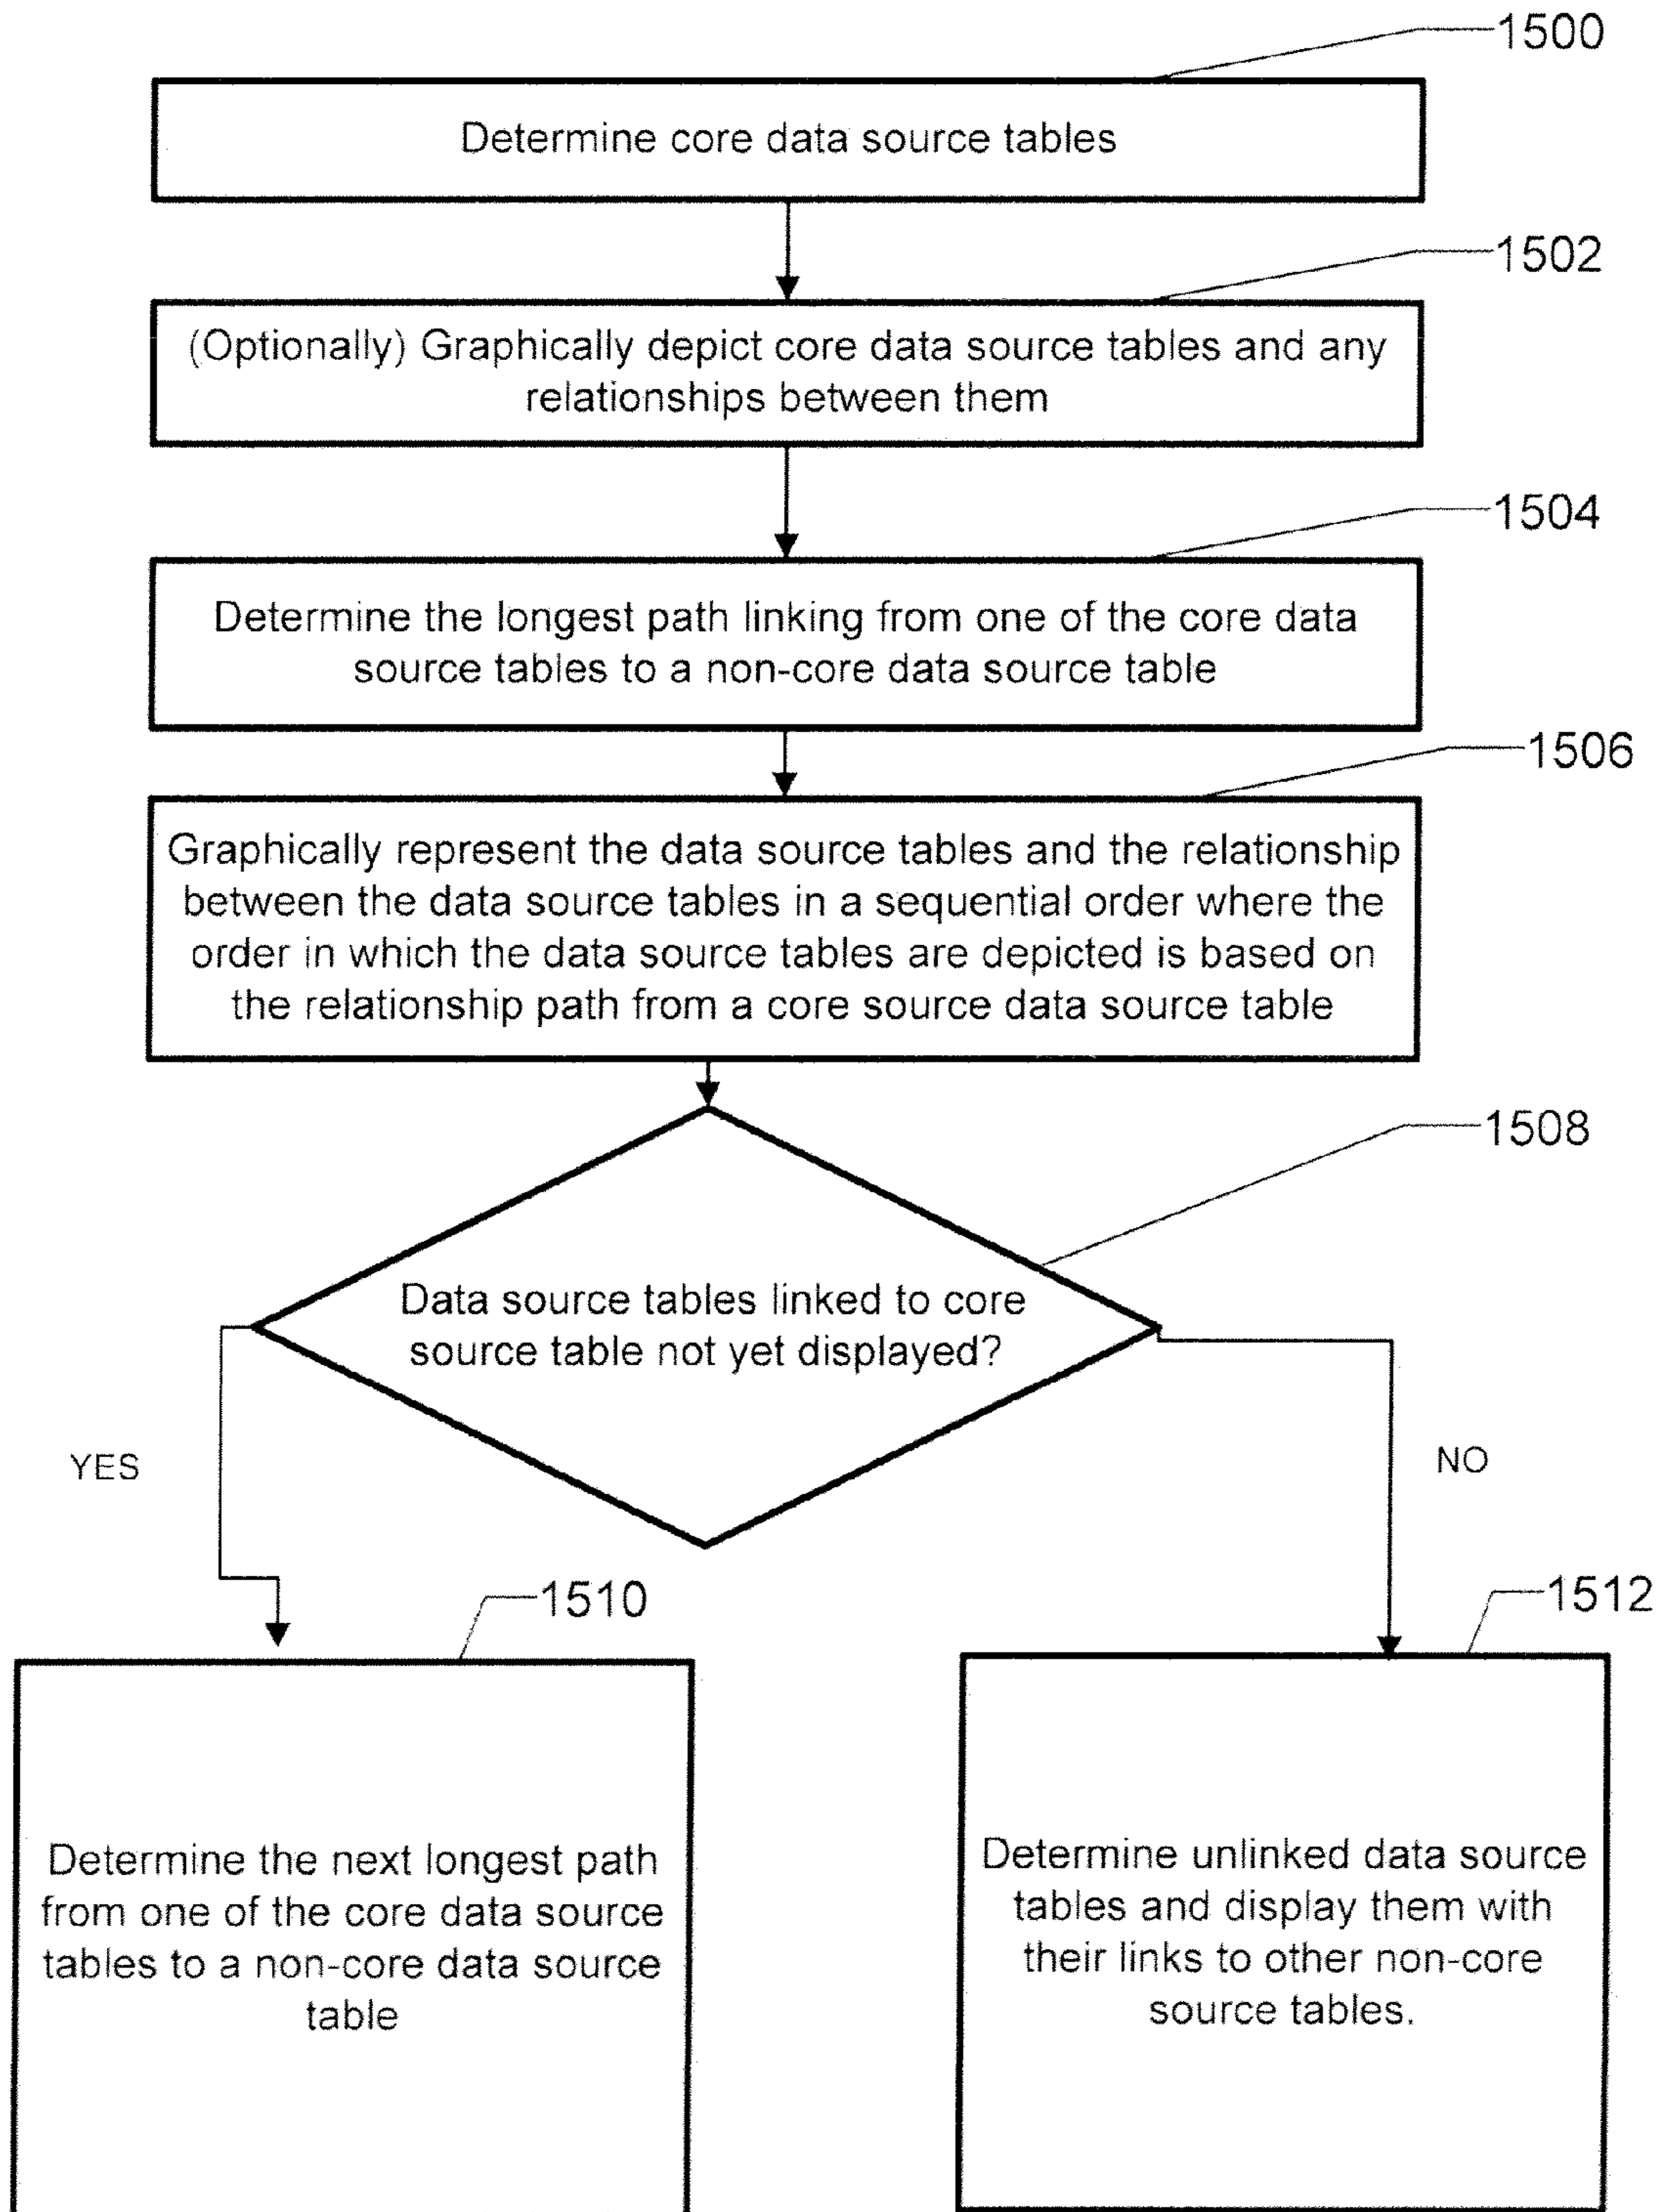 1500
Determine core data source tables
1502
(Optionally) Graphically depict core data source tables and any
relationships between them
1504
Determine the longest path linking from one of the core data
source tables to a non-core data source table
1506
Graphically represent the data source tables and the relationship
between the data source tables in a sequential order where the
order in which the data source tables are depicted is based on
the relationship path from a core source data source table
1508
Data source tables linked to core
source table not yet displayed?
YES
NO
1510
Determine the next longest path
from one of the core data source
tables to a non-core data source
table
1512
Determine unlinked data source
tables and display them with
their links to other non-core
source tables.